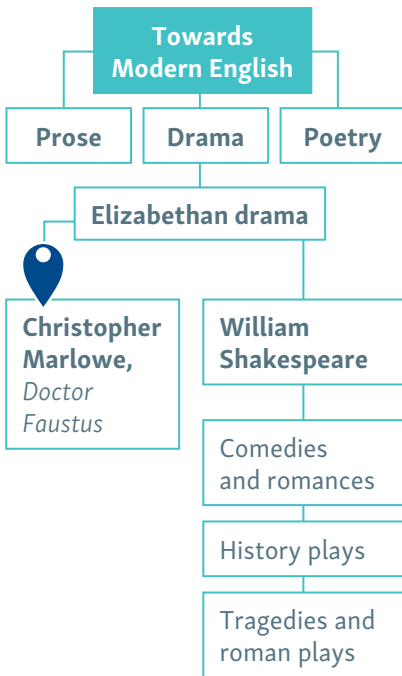 Towards
Modern English
Prose
Drama
Poetry
Elizabethan drama
Christopher
Marlowe,
Doctor
Faustus
William
Shakespeare
Comedies
and romances
History plays
Tragedies and
roman plays